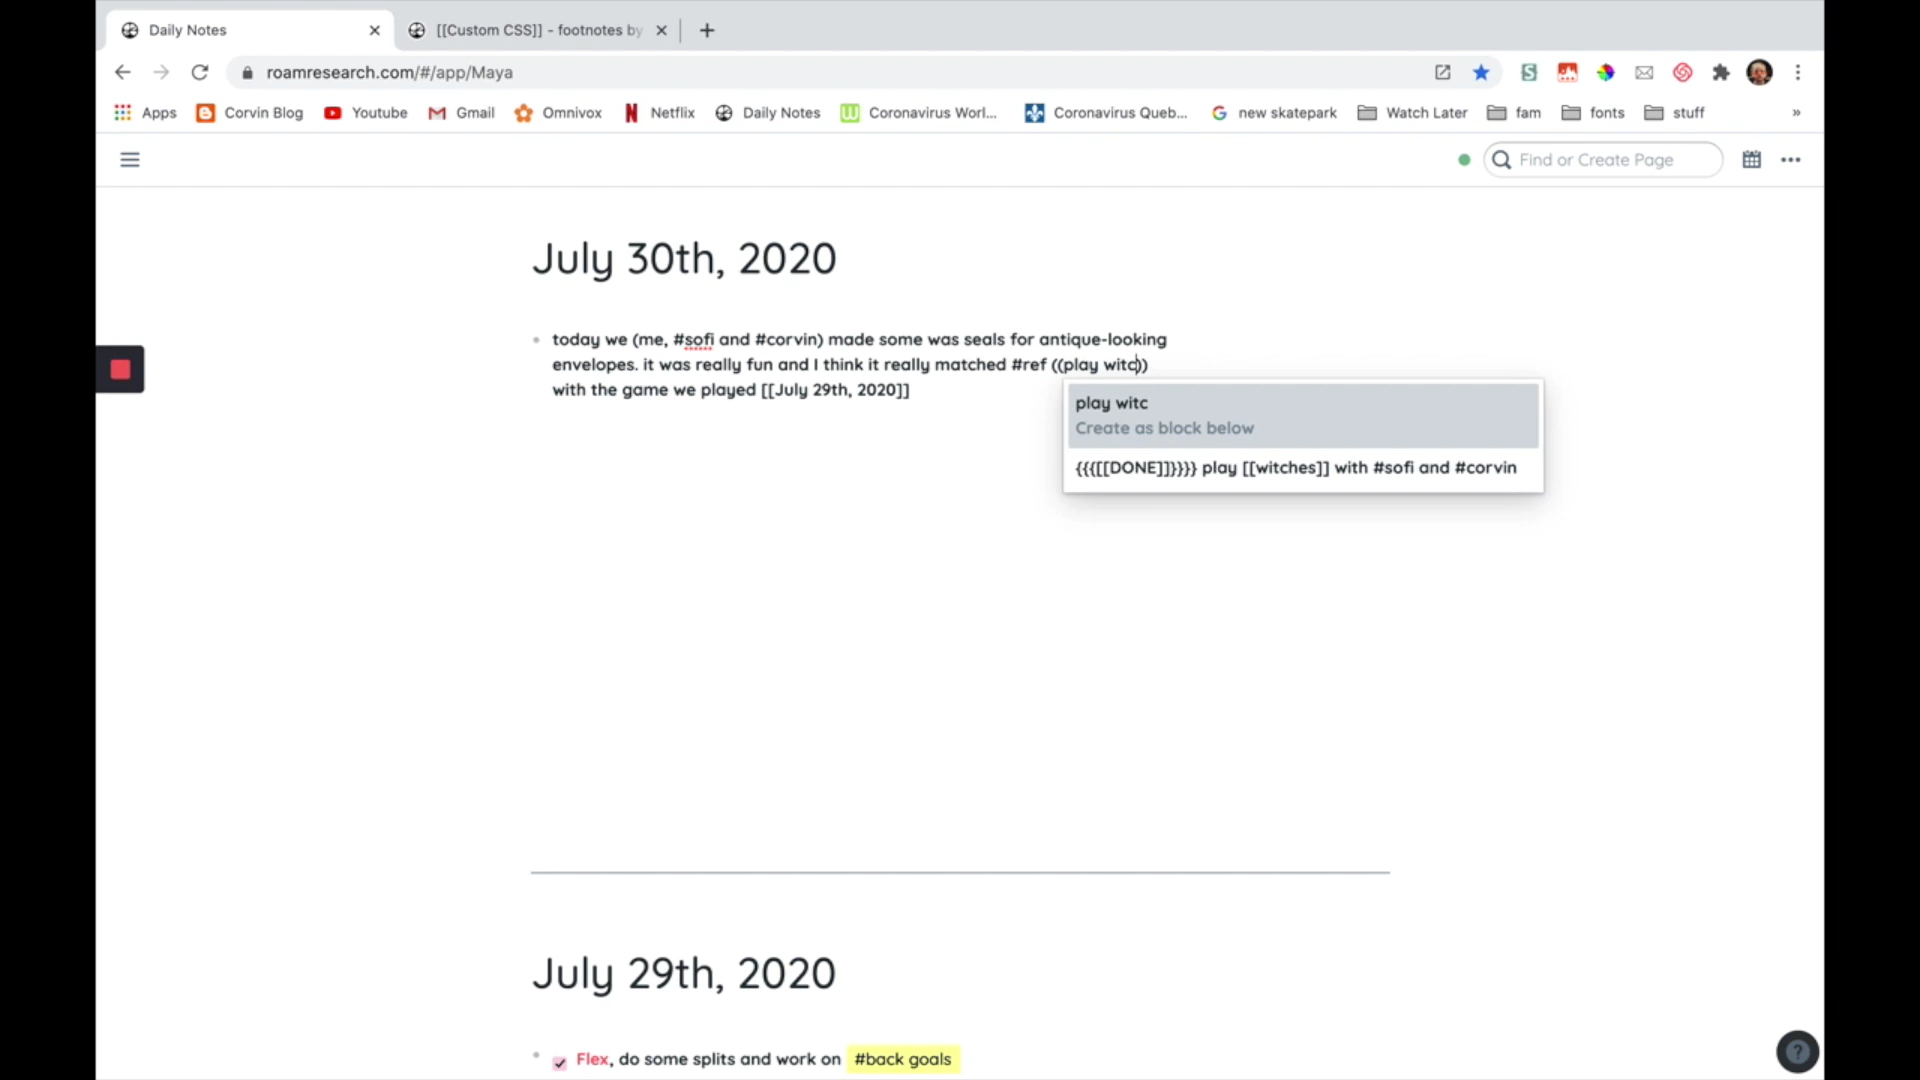 Daily Notes
[[Custom CSS]] - footnotes by
roamresearch.com/#/app/Maya
Apps
Corvin Blog
Youtube
Gmail
Omnivox
Netflix
Daily Notes
Coronavirus Worl...
Coronavirus Queb...
new skatepark
Watch Later
fam
fonts
stuff
»
Find or Create Page
July 30th, 2020
today we (me, #sofi and #corvin) made some was seals for antique-looking
envelopes. it was really fun and I think it really matched #ref ((play witc))
with the game we played [[July 29th, 2020]]
play witc
Create as block below
{{{[[DONE]]}}}} play [[witches]] with #sofi and #corvin
July 29th, 2020
Flex, do some splits and work on #back goals
?